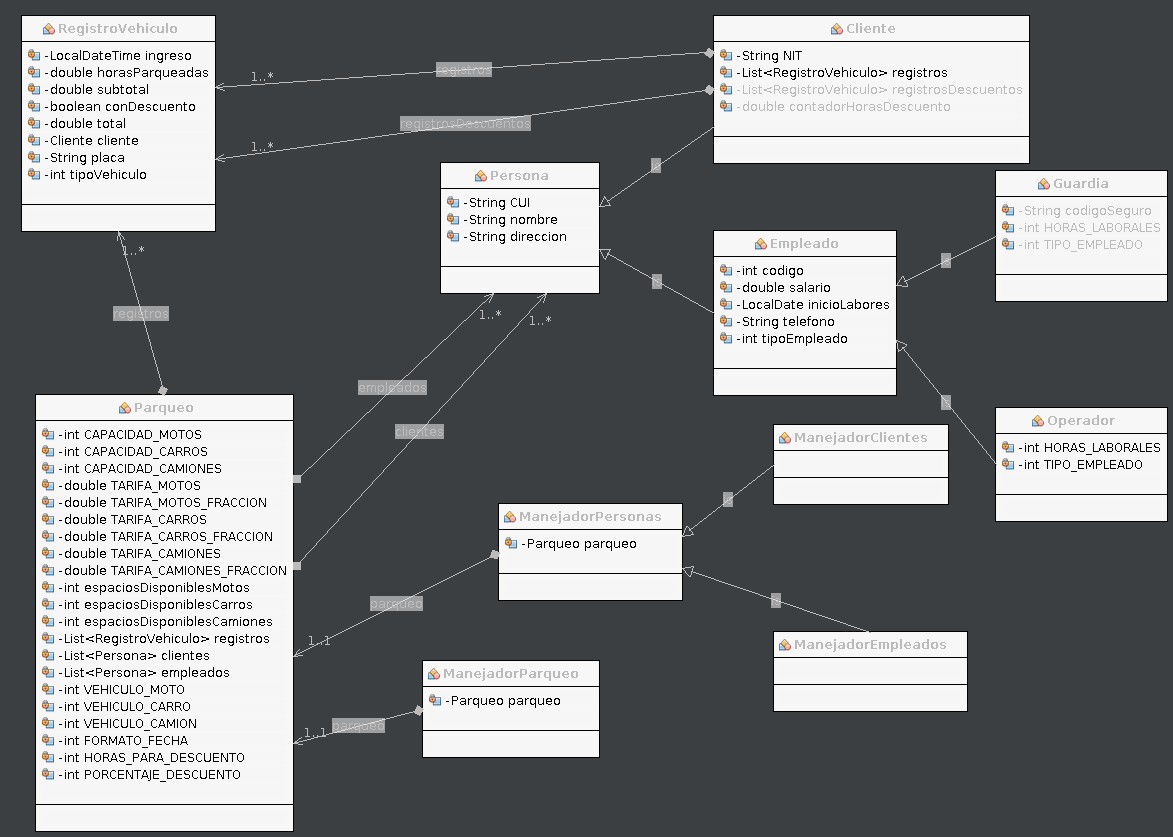 RegistroVehiculo
-LocalDateTime ingreso
-double horasParqueadas
-double subtotal
-boolean conDescuento
-double total
-Cliente cliente
-String placa
-int tipoVehiculo
Cliente
-String NIT
-List<RegistroVehiculo> registros
-List<RegistroVehiculo> registrosDescuentos
-double contadorHorasDescuento
registros
1..*
registrosDescuentos
1..*
s
Persona
-String CUI
-String nombre
-String direccion
Guardia
-String codigoSeguro
-int HORAS_LABORALES
-int TIPO_EMPLEADO
Empleado
-int codigo
-double salario
-LocalDate inicioLabores
-String telefono
-int tipoEmpleado
s
s
1..*
registros
1..*
1..*
empleados
clientes
s
Parqueo
-int CAPACIDAD_MOTOS
-int CAPACIDAD_CARROS
-int CAPACIDAD_CAMIONES
-double TARIFA_MOTOS
-double TARIFA_MOTOS_FRACCION
-double TARIFA_CARROS
-double TARIFA_CARROS_FRACCION
-double TARIFA_CAMIONES
-double TARIFA_CAMIONES_FRACCION
-int espaciosDisponiblesMotos
-int espaciosDisponiblesCarros
-int espaciosDisponiblesCamiones
-List<RegistroVehiculo> registros
-List<Persona> clientes
-List<Persona> empleados
-int VEHICULO_MOTO
-int VEHICULO_CARRO
-int VEHICULO_CAMION
-int FORMATO_FECHA
-int HORAS_PARA_DESCUENTO
-int PORCENTAJE_DESCUENTO
Operador
-int HORAS_LABORALES
-int TIPO_EMPLEADO
ManejadorClientes
s
ManejadorPersonas
-Parqueo parqueo
parqueo
1..1
s
ManejadorEmpleados
ManejadorParqueo
-Parqueo parqueo
parqueo
1..1